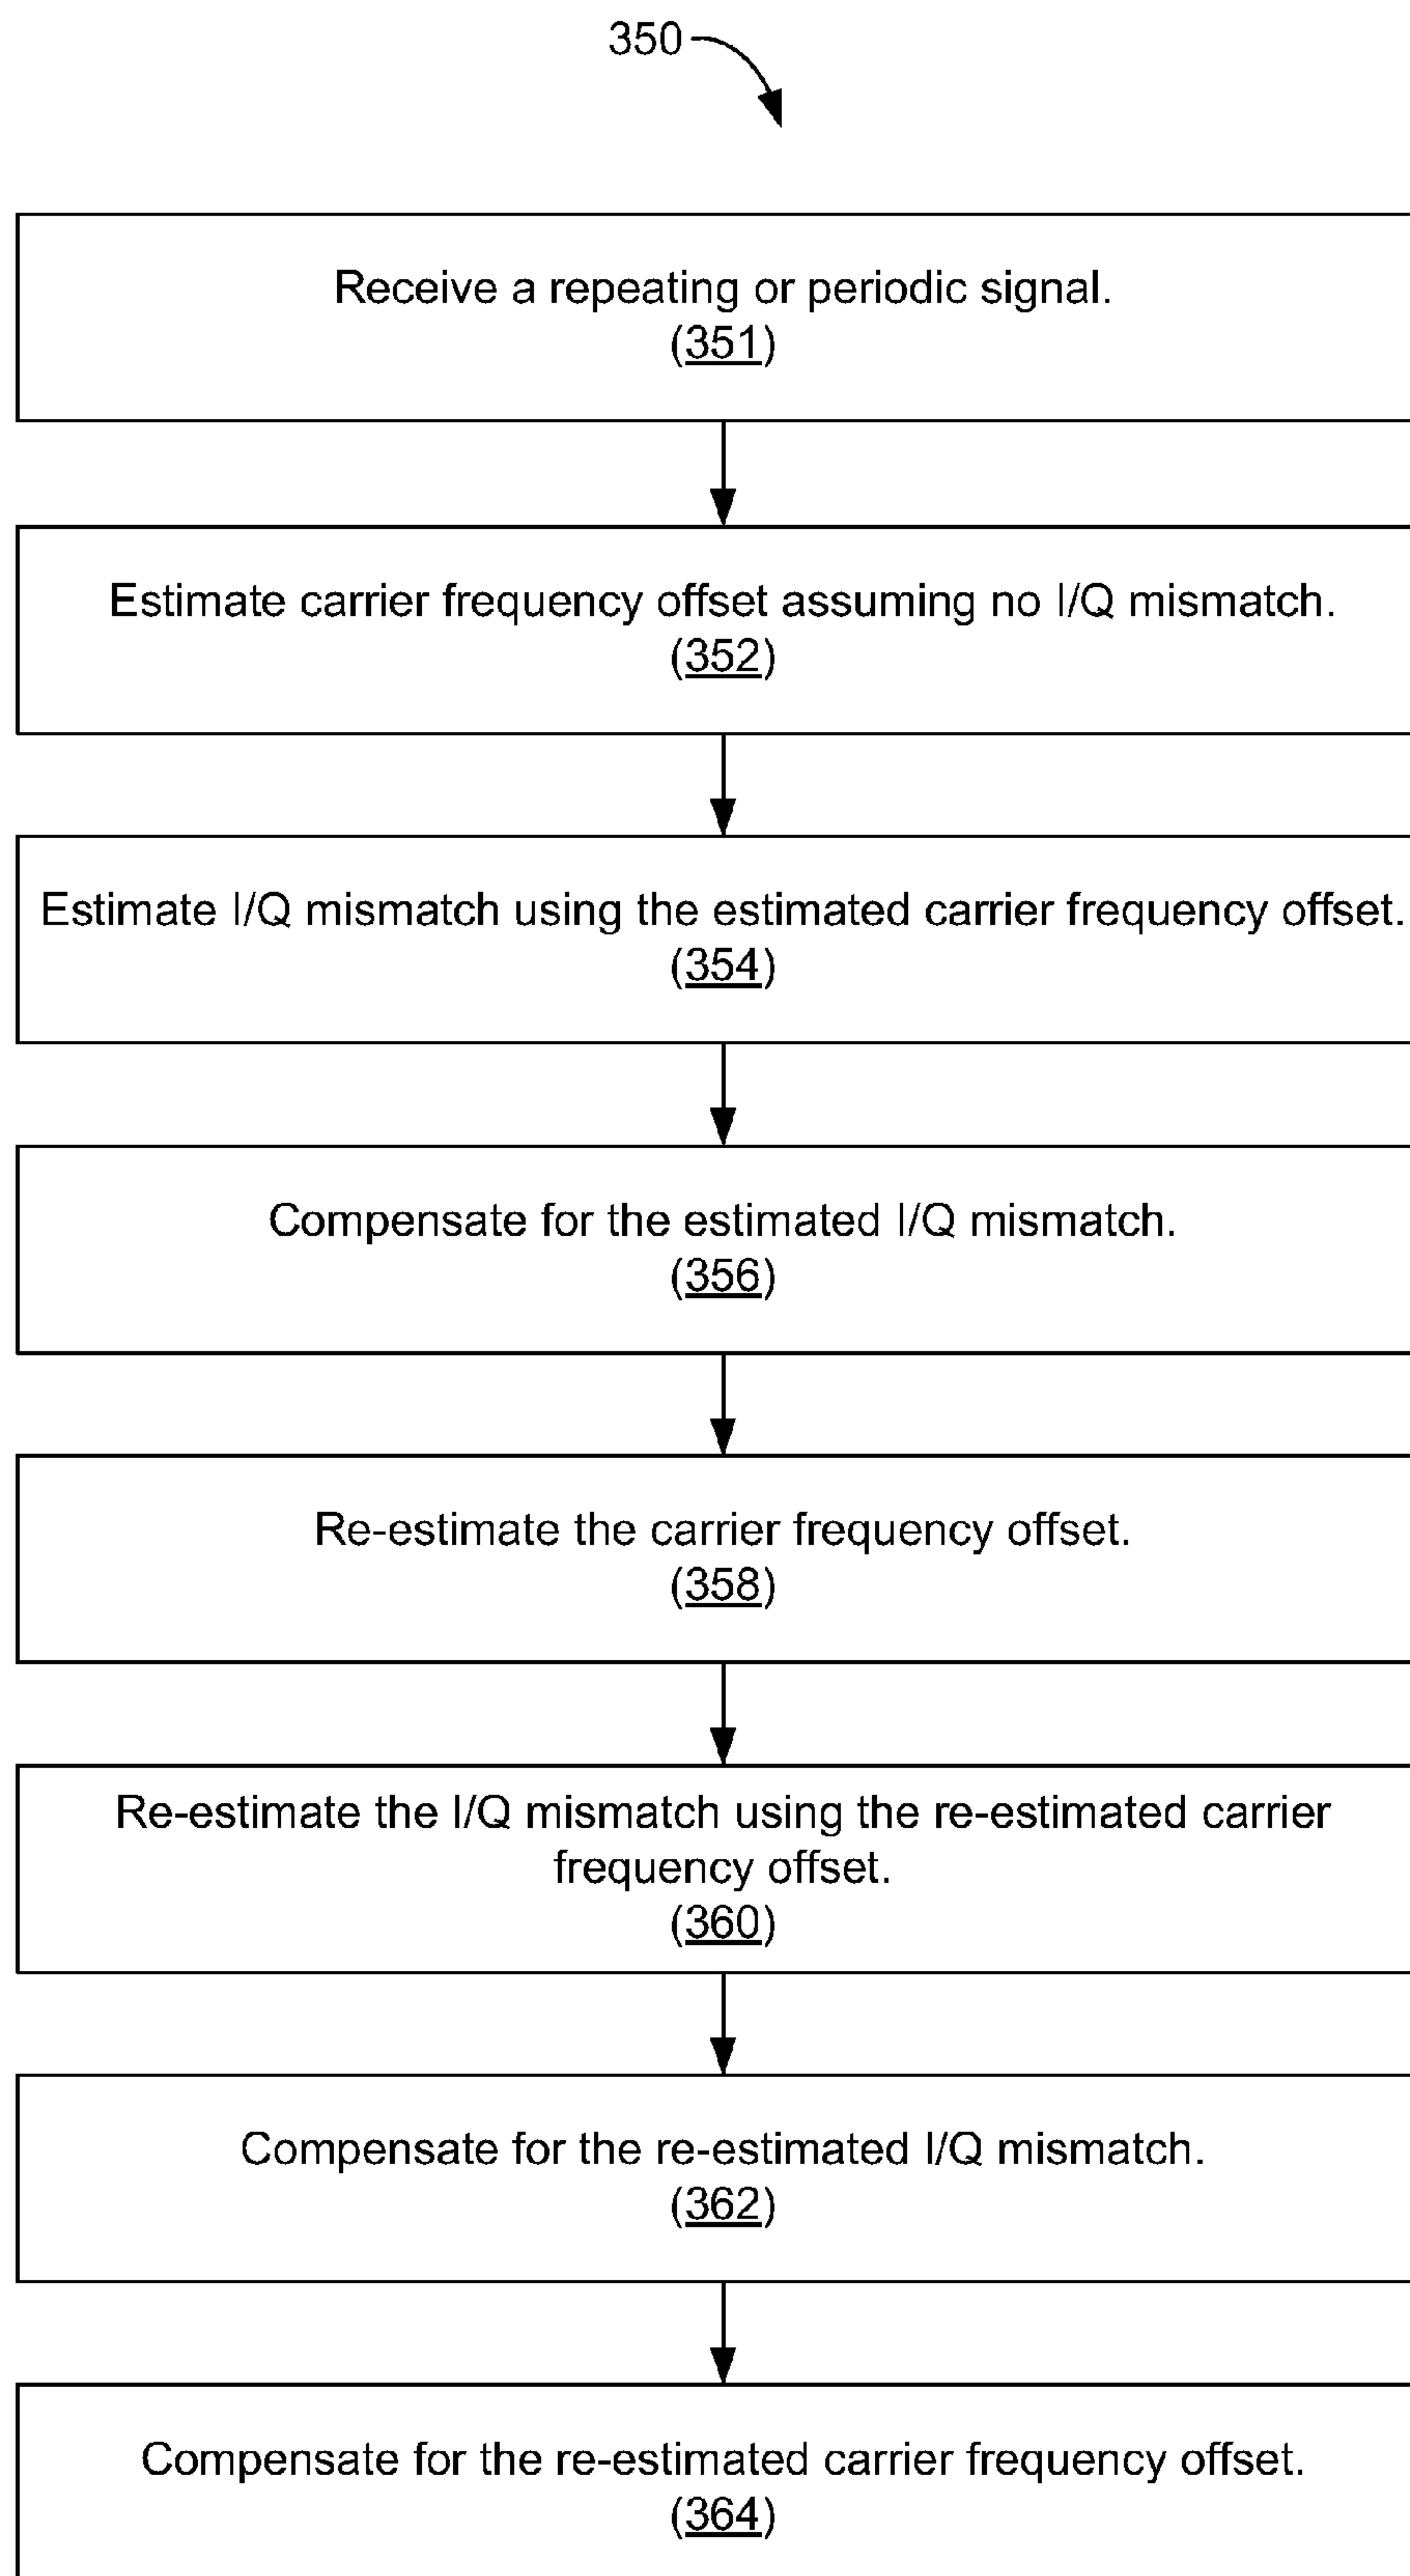 350
Receive a repeating or periodic signal.
(351)
Estimate carrier frequency offset assuming no I/Q mismatch.
(352)
Estimate I/Q mismatch using the estimated carrier frequency offset.
(354)
Compensate for the estimated I/Q mismatch.
(356)
Re-estimate the carrier frequency offset.
(358)
Re-estimate the I/Q mismatch using the re-estimated carrier
frequency offset.
(360)
Compensate for the re-estimated I/Q mismatch.
(362)
Compensate for the re-estimated carrier frequency offset.
(364)